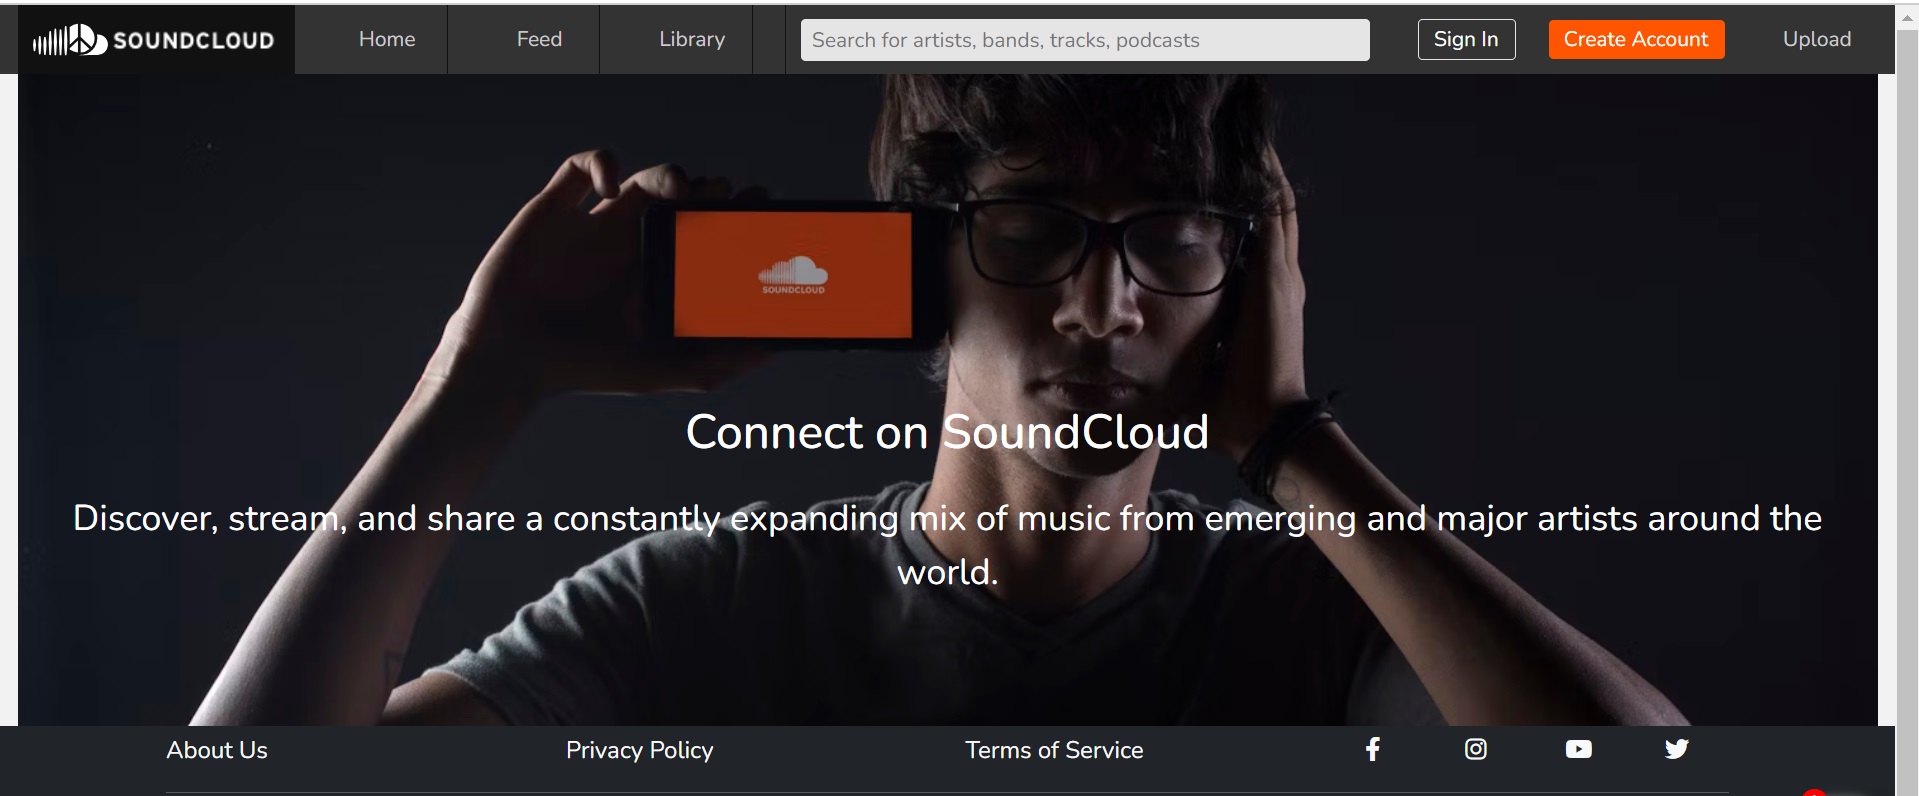 SOUNDCLOUD
Home
Feed
Library
Search for artists, bands, tracks, podcasts
Sign In
Create Account
Upload
SOUNDCLOUD
Connect on SoundCloud
Discover, stream, and share a constantly expanding mix of music from emerging and major artists around the
world.
About Us
Privacy Policy
Terms of Service